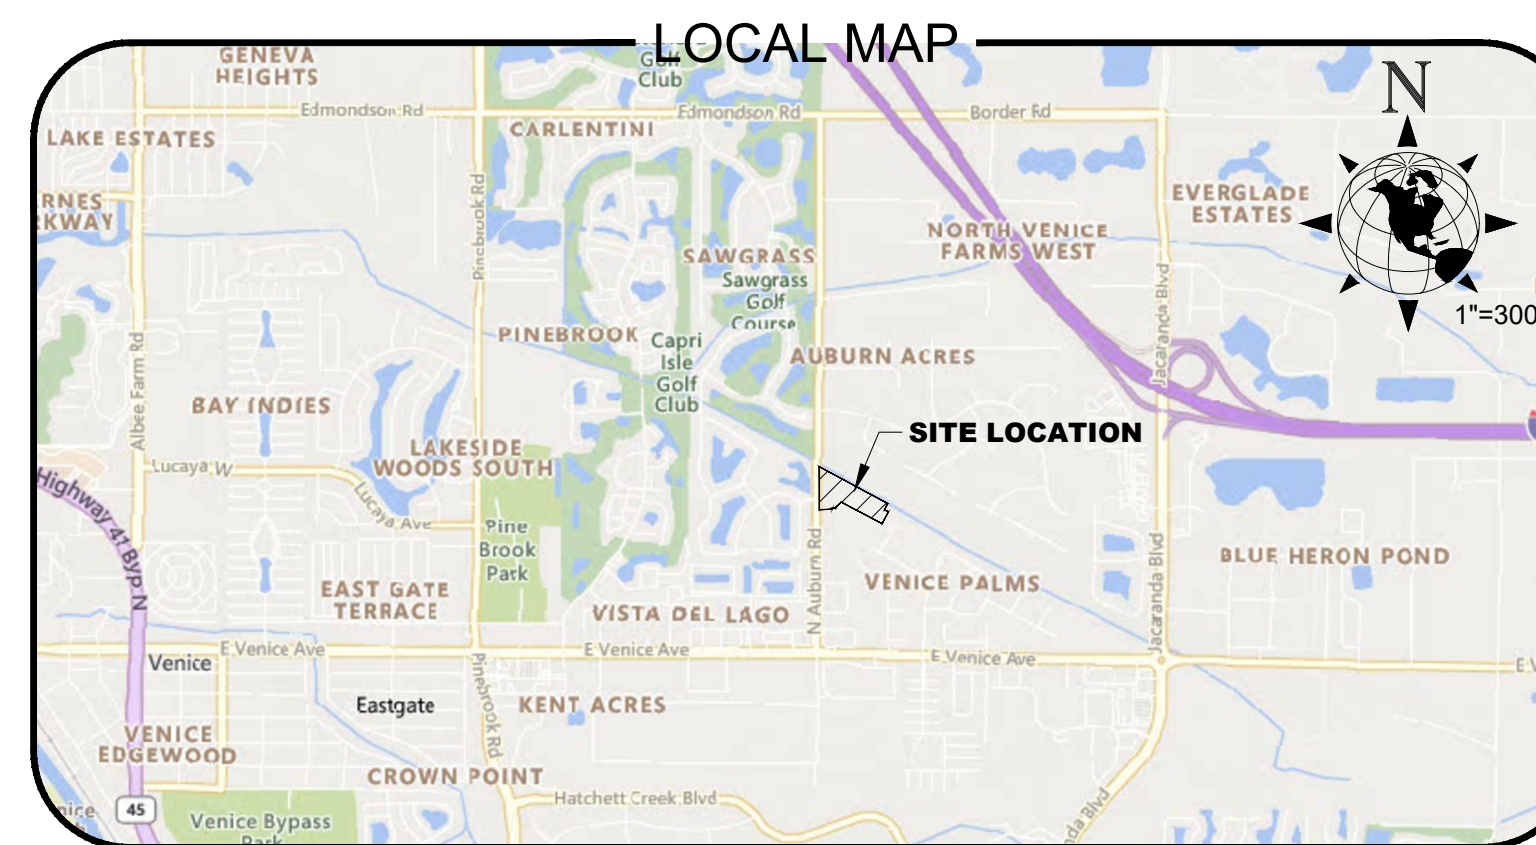 LOCAL MAP
GENEVA
HEIGHTS
Golf
Club
N
Edmondson Rd
Edmondson Rd
Border Rd
LAKE ESTATES
CARLENTINI
RNES
RKWAY
Pinebrook Rd
EVERGLADE
ESTATES
NORTH VENICE
FARMS WEST
SAWGRASS
Sawgrass
Golf
Course
Jacaranda Blvd
1"=300
PINEBROOK
Capri
Isle
Golf
Club
AUBURN ACRES
Albee Farm Rd
BAY INDIES
SITE LOCATION
LAKESIDE
WOODS SOUTH
Lucaya W
Lucaya Ave
Highway 41 Byp N
Pine
Brook
Park
N Auburn Rd
Jacaranda Blvd
BLUE HERON POND
EAST GATE
TERRACE
VENICE PALMS
VISTA DEL LAGO
E Venice Ave
E Venice Ave
E Venice Ave
E V
Venice
Pinebrook Rd
Eastgate
KENT ACRES
VENICE
EDGEWOOD
CROWN POINT
Hatchett Creek Blvd
nda Blvd
nice
45
Venice Bypass
Park